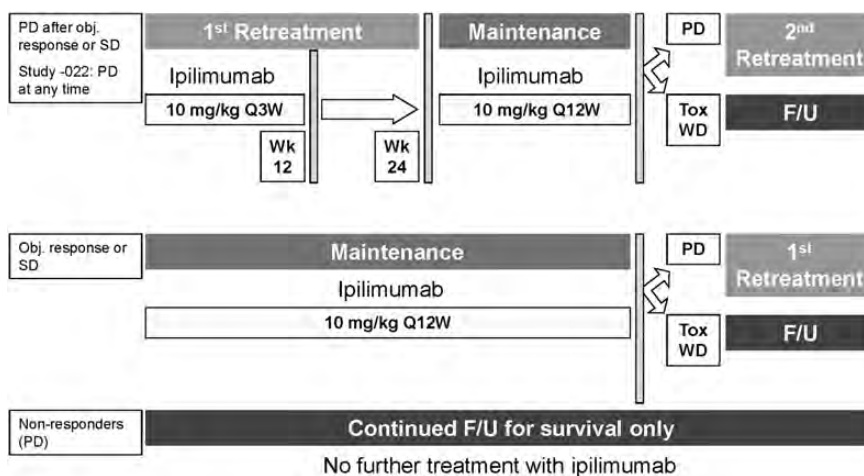 PD after obj.
response or SD
Study -022: PD
at any time
1st Retreatment
Maintenance
PD
2nd
Retreatment
Ipilimumab
Ipilimumab
10 mg/kg Q3W
10 mg/kg Q12W
Tox
WD
F/U
Wk
12
Wk
24
Obj. response or
SD
Maintenance
PD
1st
Retreatment
Ipilimumab
10 mg/kg Q12W
Tox
WD
F/U
Non-responders
(PD)
Continued F/U for survival only
No further treatment with ipilimumab